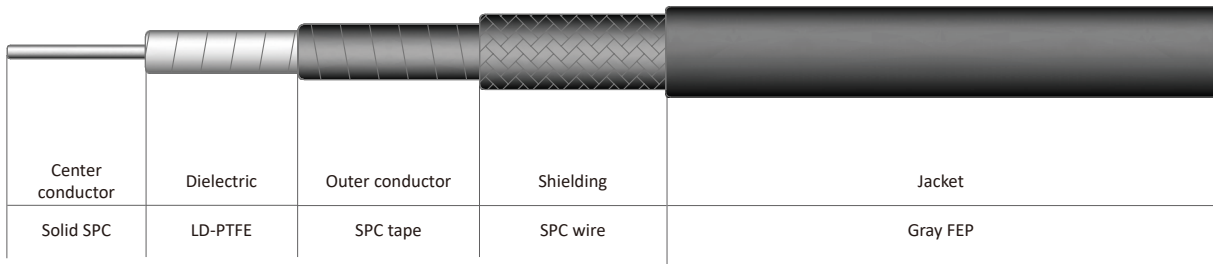 Center
conductor
Dielectric
Outer conductor
Shielding
Jacket
Solid SPC
LD-PTFE
SPC tape
SPC wire
Gray FEP